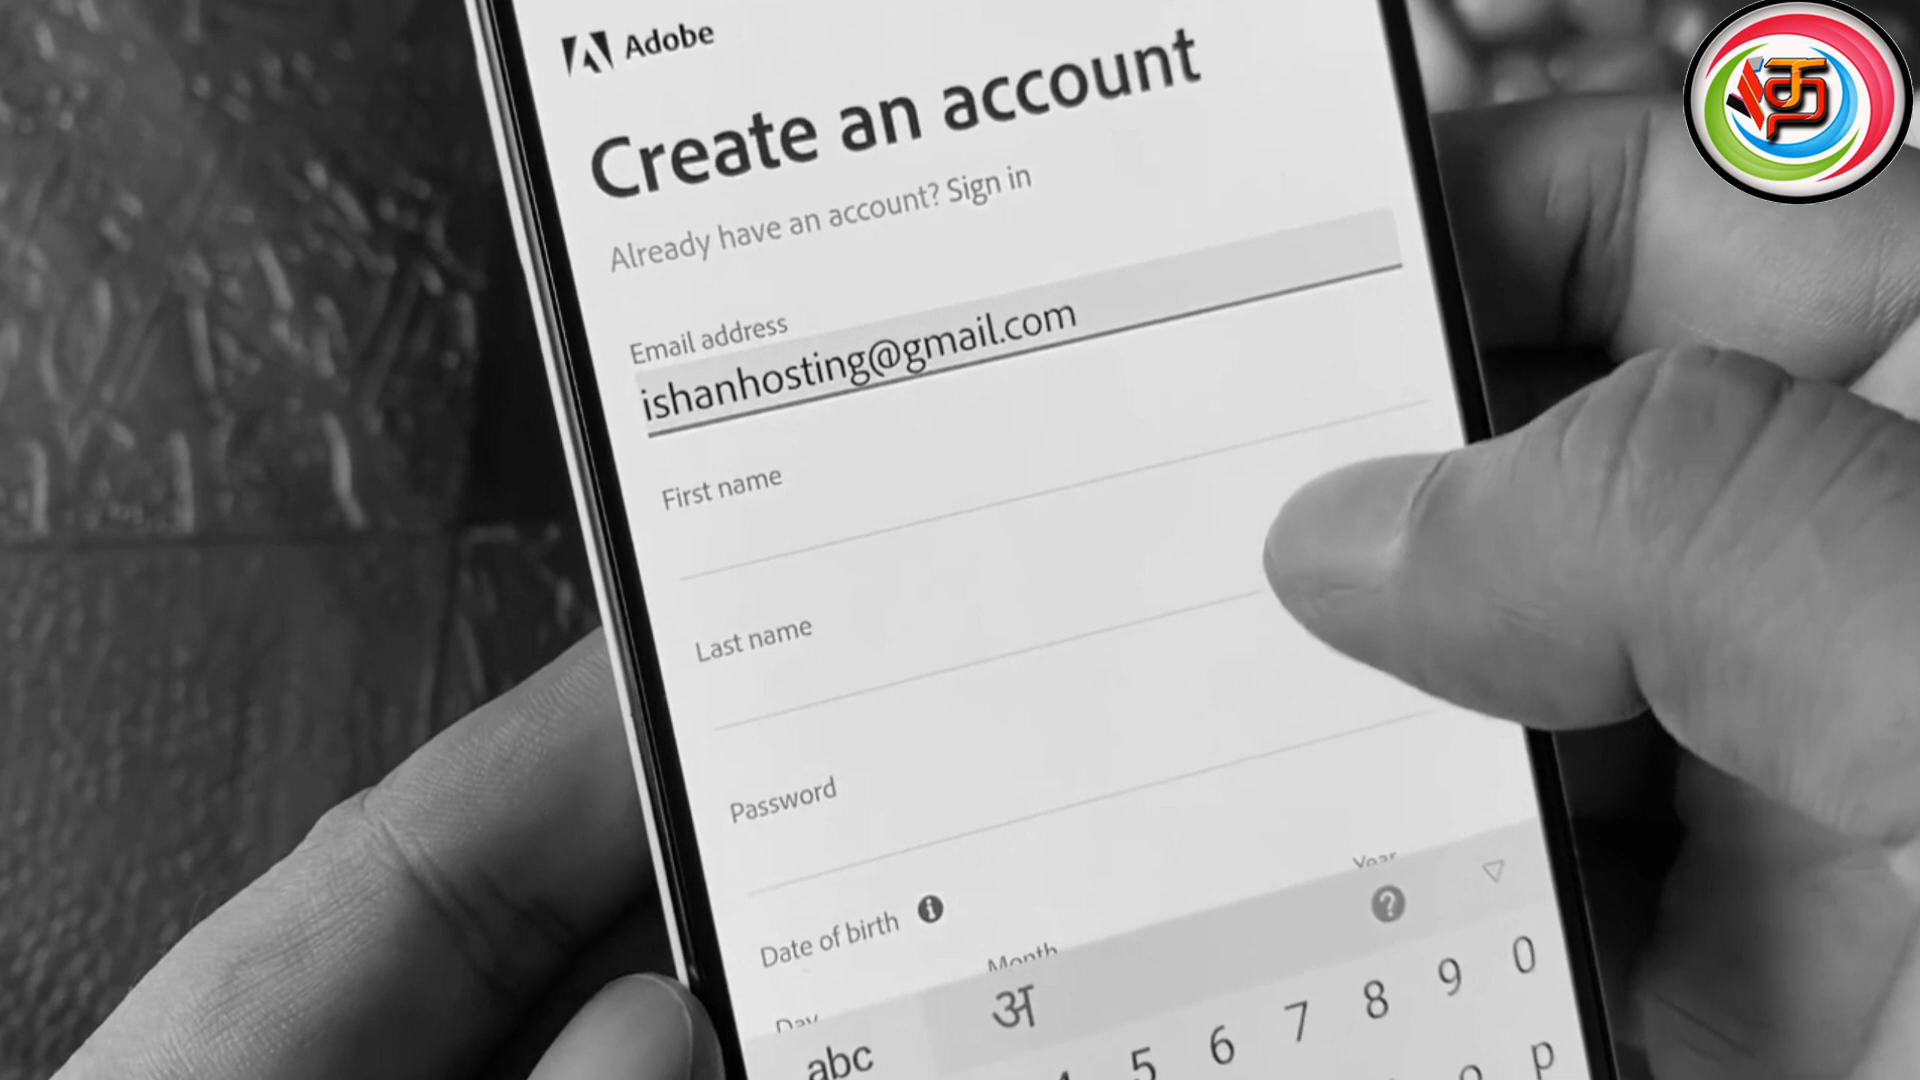 Adobe
Create an account
Already have an account? Sign in
Email address
ishanhosting@gmail.com
First name
Last name
Password
Date of birth
Year
Month
Day
abc अ
5 6 7 8 9 0
p